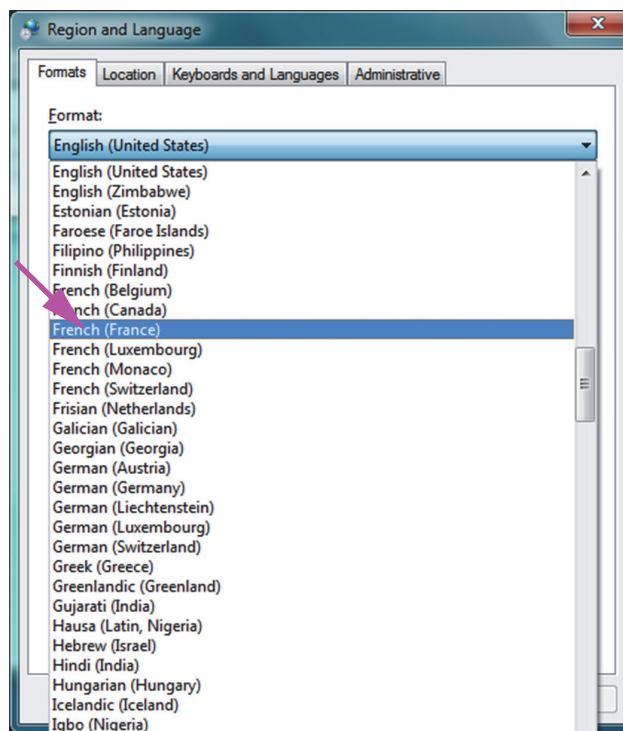 Region and Language
Formats Location Keyboards and Languages Administrative
Format:
English (United States)
English (United States)
English (Zimbabwe)
Estonian (Estonia)
Faroese (Faroe Islands)
Filipino (Philippines)
Finnish (Finland)
French (Belgium)
French (Canada)
French (France)
French (Luxembourg)
French (Monaco)
French (Switzerland)
Frisian (Netherlands)
Galician (Galician)
Georgian (Georgia)
German (Austria)
German (Germany)
German (Liechtenstein)
German (Luxembourg)
German (Switzerland)
Greek (Greece)
Greenlandic (Greenland)
Gujarati (India)
Hausa (Latin, Nigeria)
Hebrew (Israel)
Hindi (India)
Hungarian (Hungary)
Icelandic (Iceland)
Igbo (Nigeria)